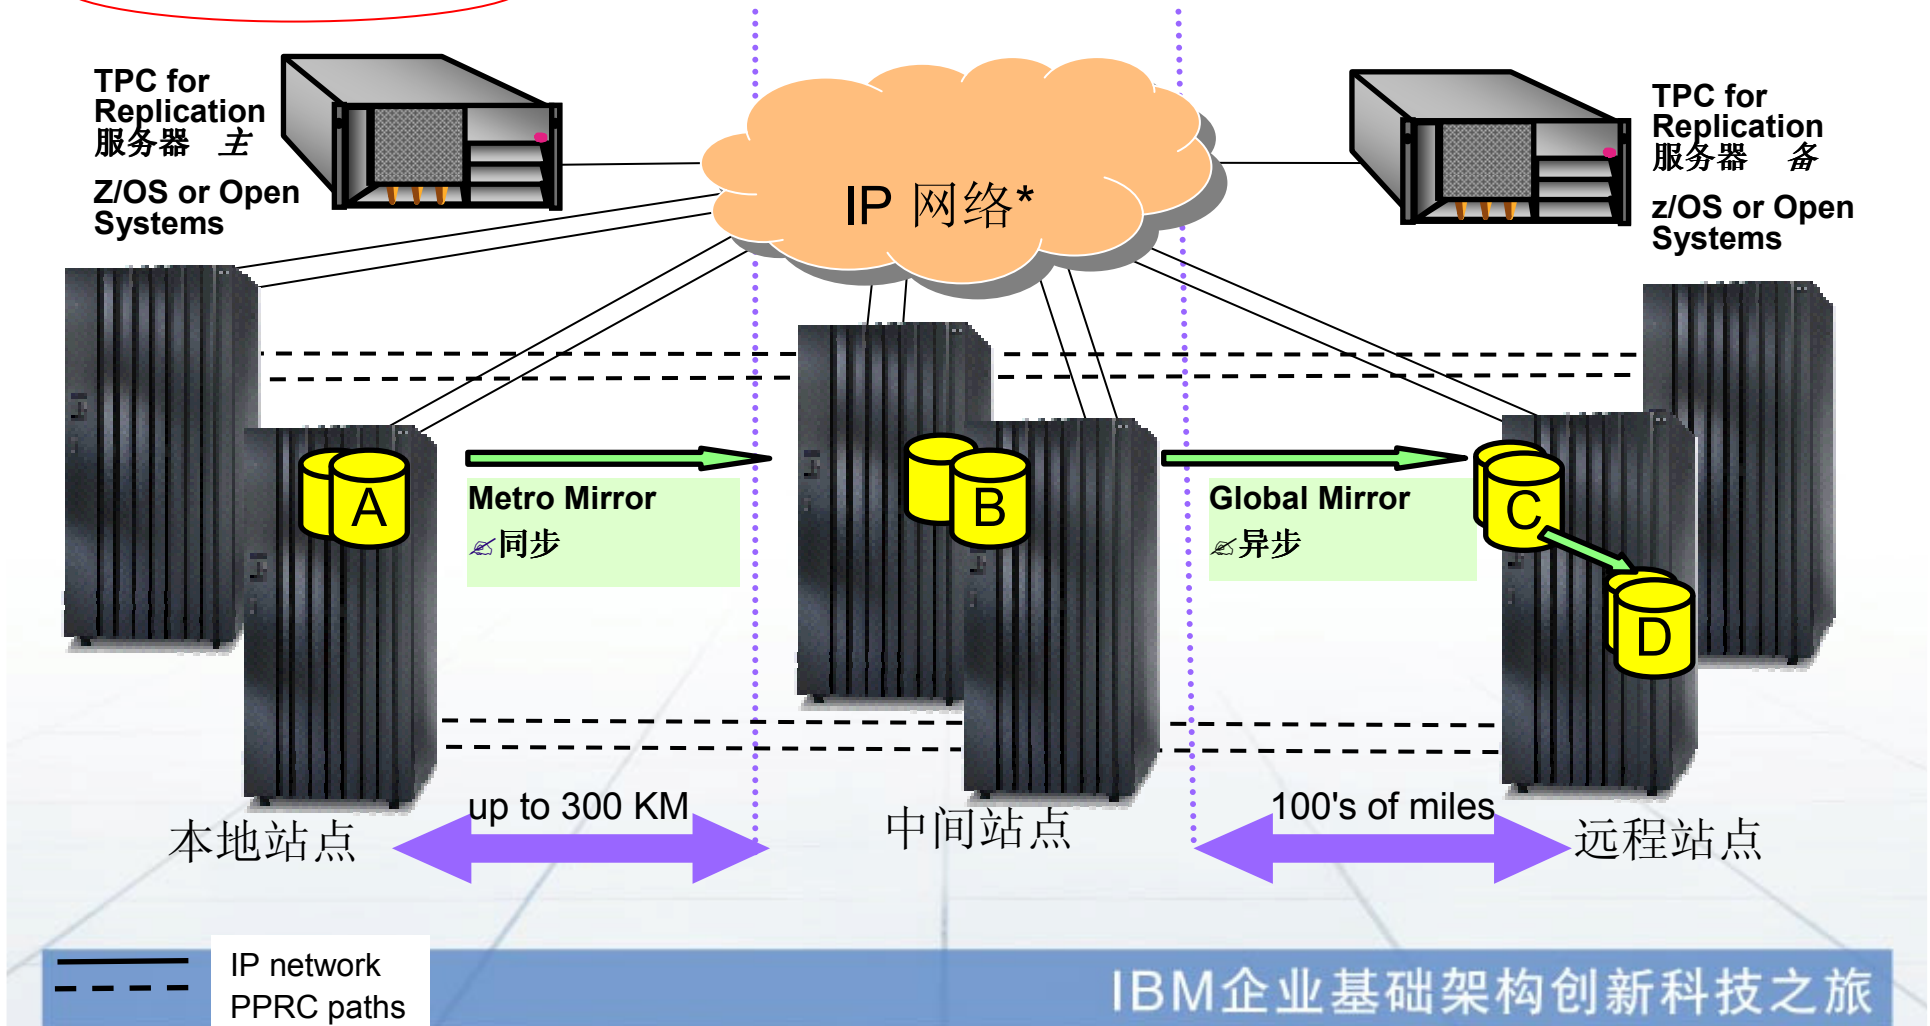 TPC for
Replication
服务器 主
Z/OS or Open
Systems
IP 网络*
TPC for
Replication
服务器 备
z/OS or Open
Systems
A
Metro Mirror
同步
B
Global Mirror
异步
C
D
up to 300 KM
100's of miles
本地站点
中间站点
远程站点
IP network
PPRC paths
IBM企业基础架构创新科技之旅